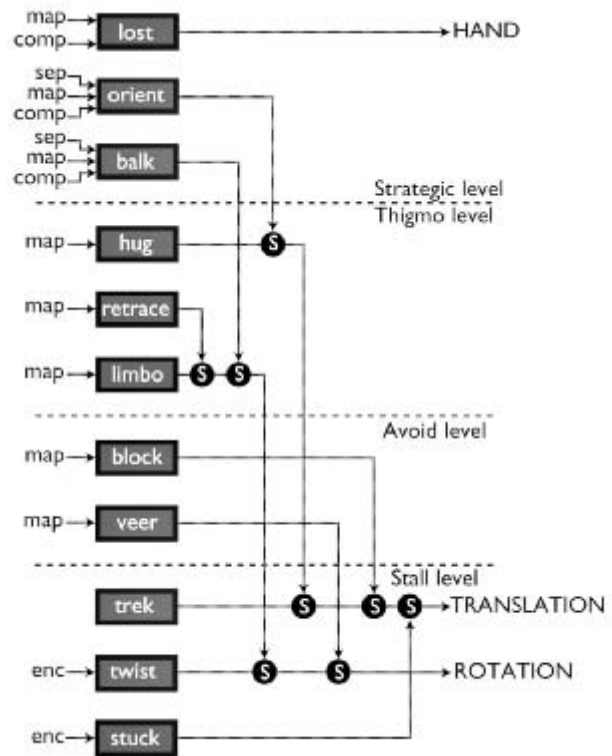 map
comp
lost
HAND
sep
map
comp
orient
sep
map
comp
balk
Strategic level
Thigmo level
map
hug
S
map
retrace
map
limbo
S
S
Avoid level
map
block
map
veer
Stall level
trek
S
S
S
TRANSLATION
enc
twist
S
S
ROTATION
enc
stuck